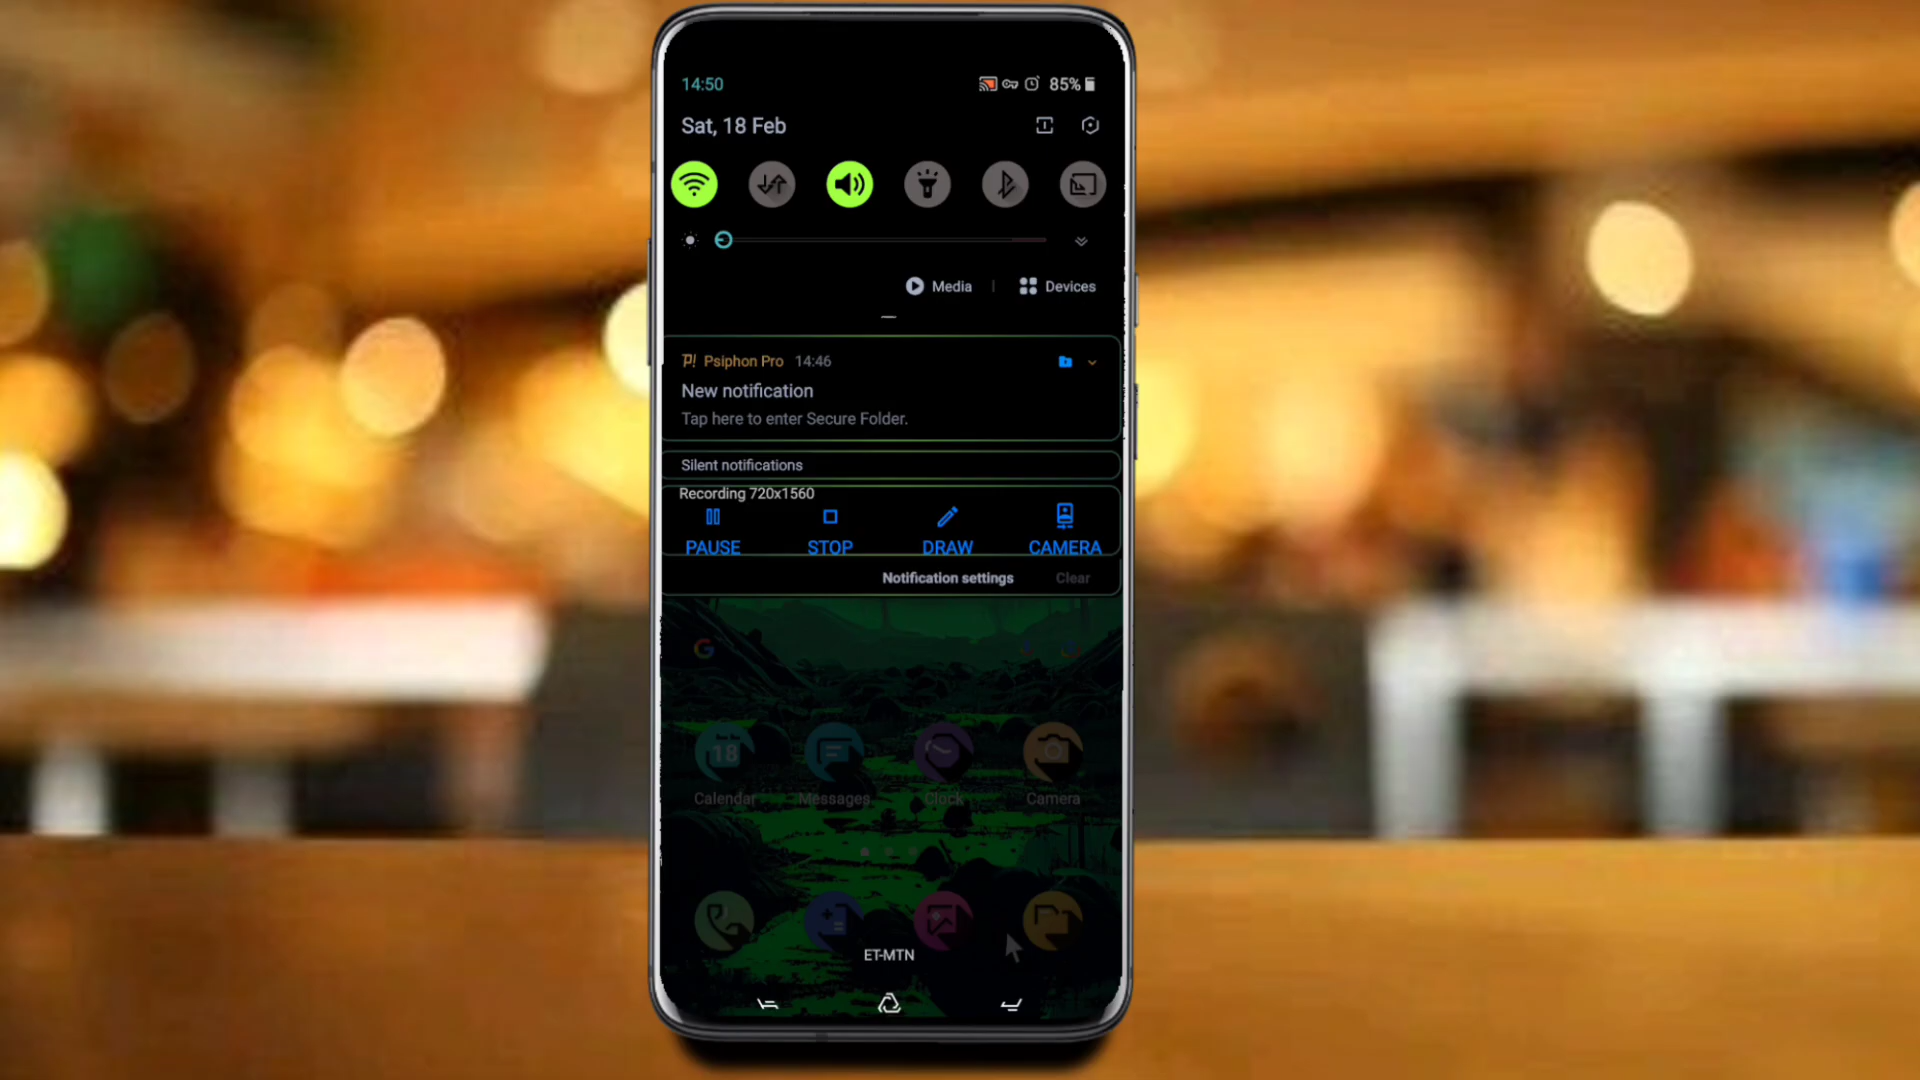 14:50
85%
Sat, 18 Feb
Media
Devices
P! Psiphon Pro 14:46
New notification
Tap here to enter Secure Folder.
Silent notifications
Recording 720x1560
PAUSE STOP DRAW CAMERA
Notification settings Clear
G
18
Calendar Messages Clock Camera
ET-MTN